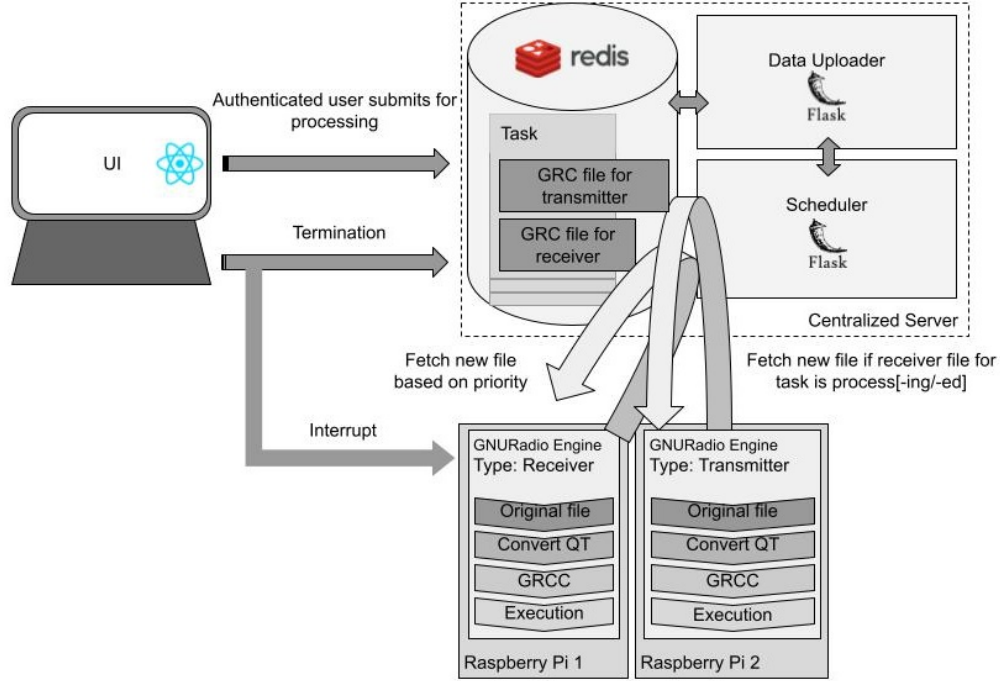 redis
Data Uploader
Flask
Authenticated user submits for
processing
UI
Task
GRC file for
transmitter
GRC file for
receiver
Scheduler
Flask
Termination
Centralized Server
Fetch new file
based on priority
Fetch new file if receiver file for
task is process[-ing/-ed]
Interrupt
GNURadio Engine
Type: Receiver
Original file
Convert QT
GRCC
Execution
Raspberry Pi 1
GNURadio Engine
Type: Transmitter
Original file
Convert QT
GRCC
Execution
Raspberry Pi 2